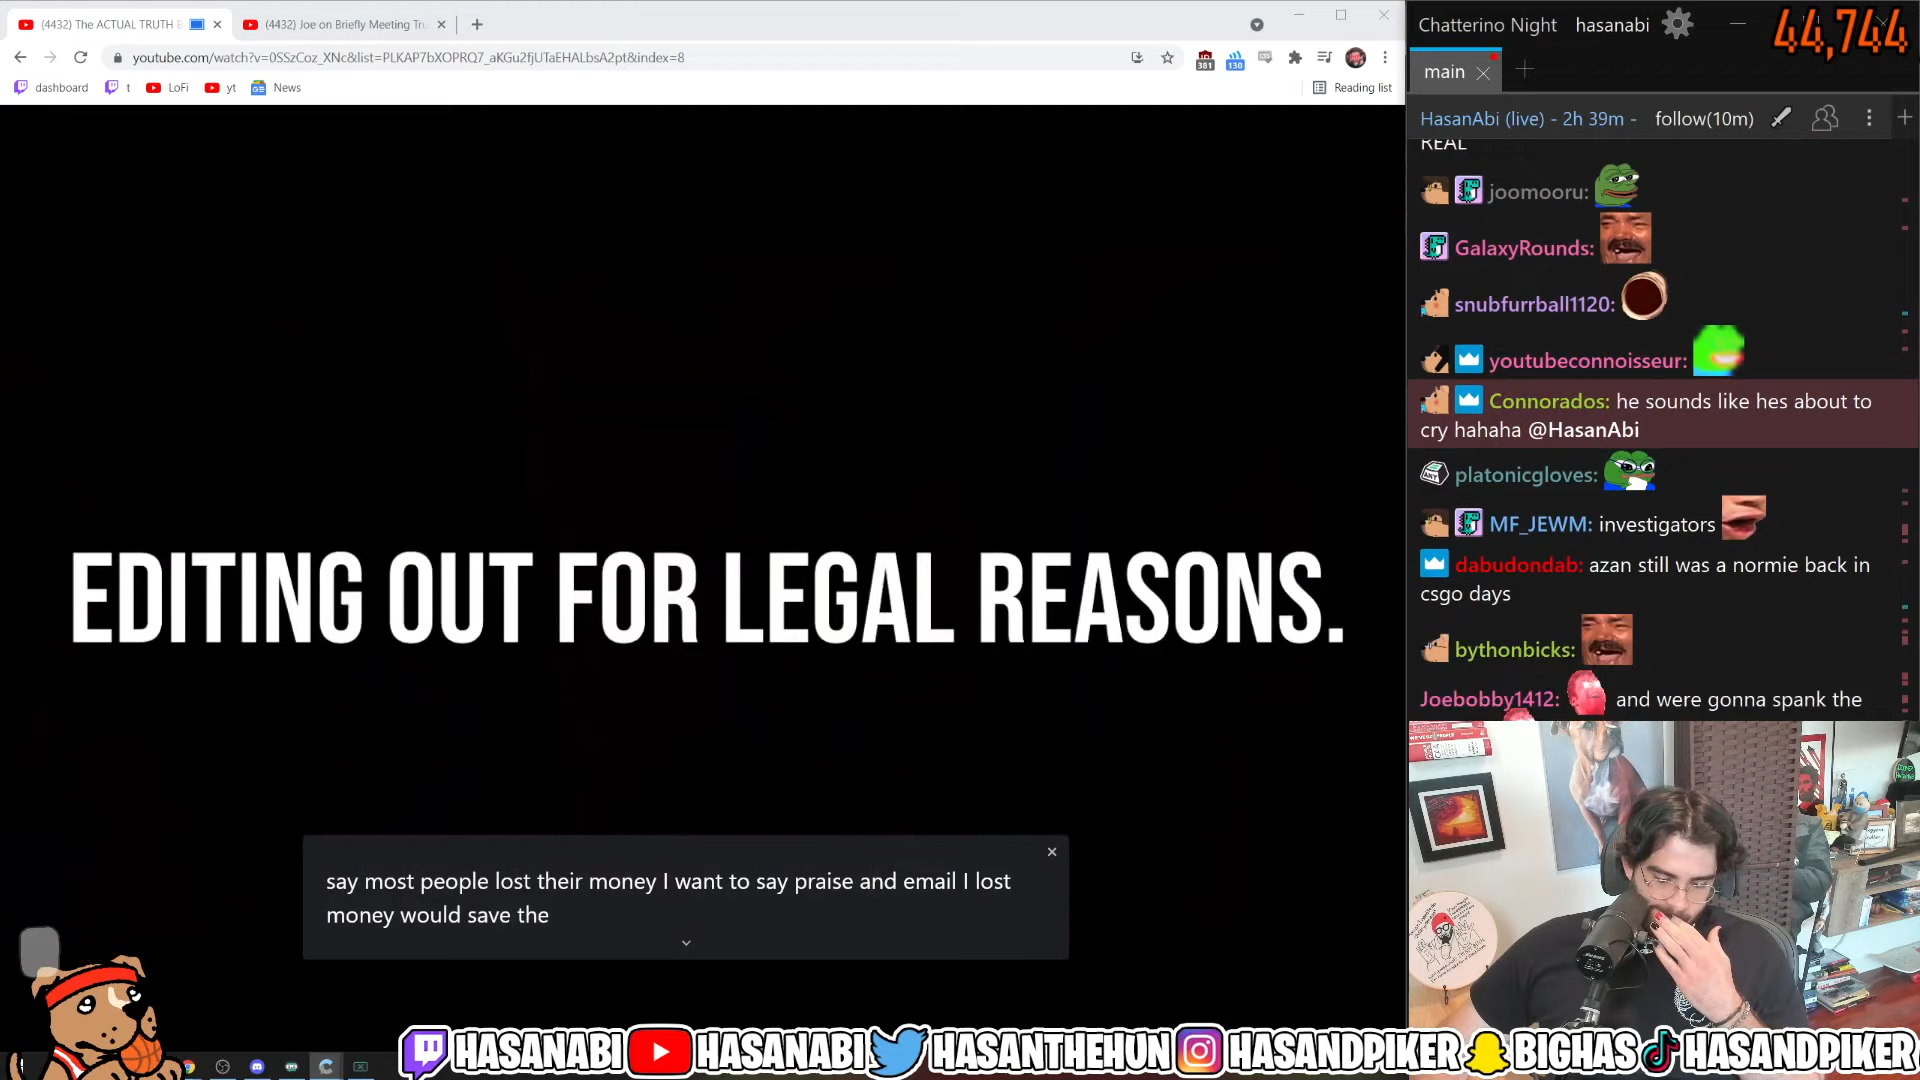 (4432) The ACTUAL TRUTH B
(4432) Joe on Briefly Meeting Tru
youtube.com/watch?v=0SSzCoz_XNc&list=PLKAP7bXOPRQ7_aKGu2fjUTaEHALbsA2pt&index=8
381
130
dashboard
t
LoFi
yt
News
Reading list
EDITING OUT FOR LEGAL REASONS.
say most people lost their money I want to say praise and email I lost
money would save the
Chatterino Night
hasanabi
44,744
main
HasanAbi (live) - 2h 39m -
follow(10m)
REAL
joomooru:
GalaxyRounds:
snubfurrball1120:
youtubeconnoisseur:
Connorados: he sounds like hes about to
cry hahaha @HasanAbi
platonicgloves:
MF_JEWM: investigators
dabudondab: azan still was a normie back in
csgo days
bythonbicks:
Joebobby1412: and were gonna spank the
HASANABI
HASANABI
HASANTHEHUN
HASANDPIKER
BIGHAS
HASANDPIKER